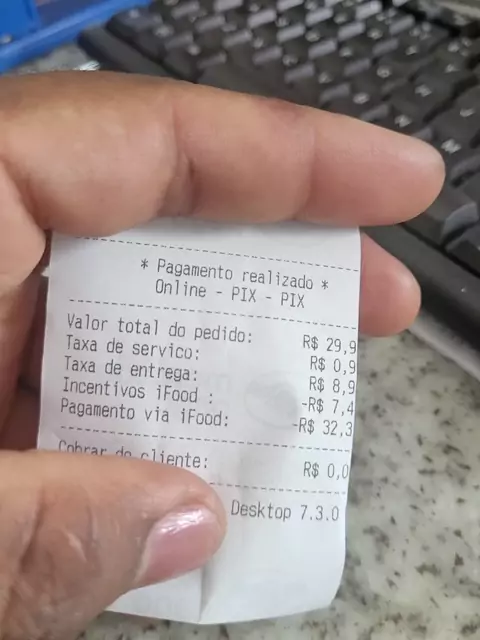 * Pagamento realizado *
Online - PIX - PIX
Valor total do pedido: R$ 29,9
Taxa de servico: R$ 0,9
Taxa de entrega: R$ 8,9
Incentivos iFood : -R$ 7,4
Pagamento via iFood: -R$ 32,3
Cobrar do cliente: R$ 0,0
Desktop 7.3.0